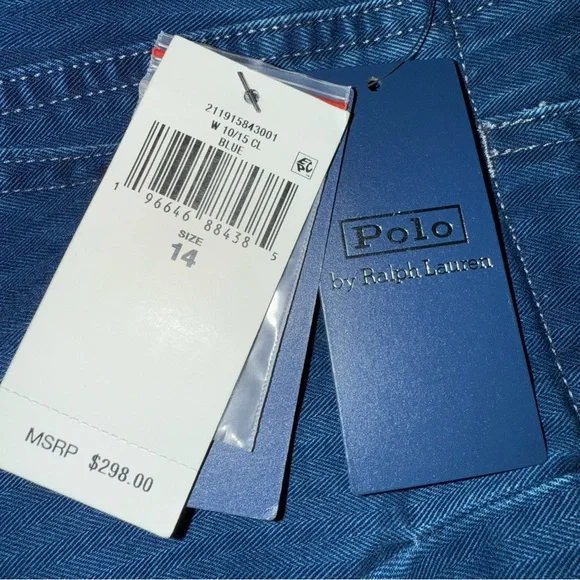 211915843001
W 10/15 CL
BLUE
1 96646 88438 5
SIZE
14
MSRP $298.00
Polo
by Ralph Lauren